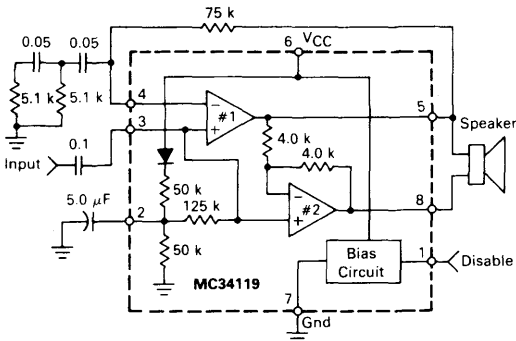 75 k
0.05 0.05
6 VCC
5.1 k 5.1 k
4
−
#1
+
5
3
Speaker
0.1
Input
4.0 k
4.0 k
50 k
5.0 μF
2
125 k
−
#2
+
8
50 k
Bias
Circuit
1
Disable
MC34119
7
Gnd